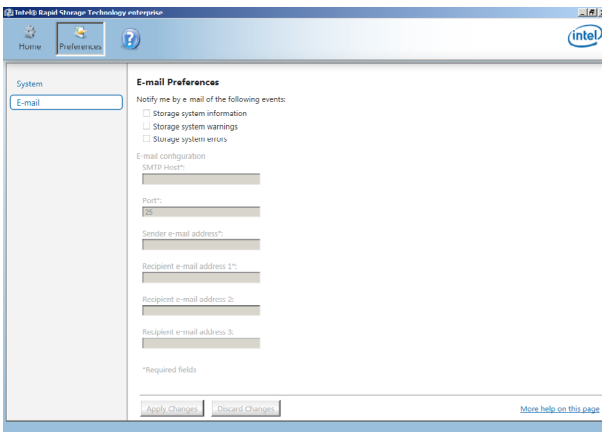 Intel® Rapid Storage Technology enterprise
Home
Preferences
?
intel
System
E-mail
E-mail Preferences
Notify me by e-mail of the following events:
Storage system information
Storage system warnings
Storage system errors
E-mail configuration
SMTP Host*:
Port*:
25
Sender e-mail address*:
Recipient e-mail address 1*:
Recipient e-mail address 2:
Recipient e-mail address 3:
*Required fields
Apply Changes
Discard Changes
More help on this page